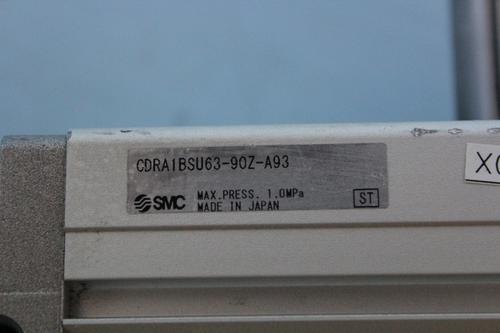 CDRA1BSU63-90Z-A93
SMC
MAX.PRESS. 1.0MPa
MADE IN JAPAN
ST